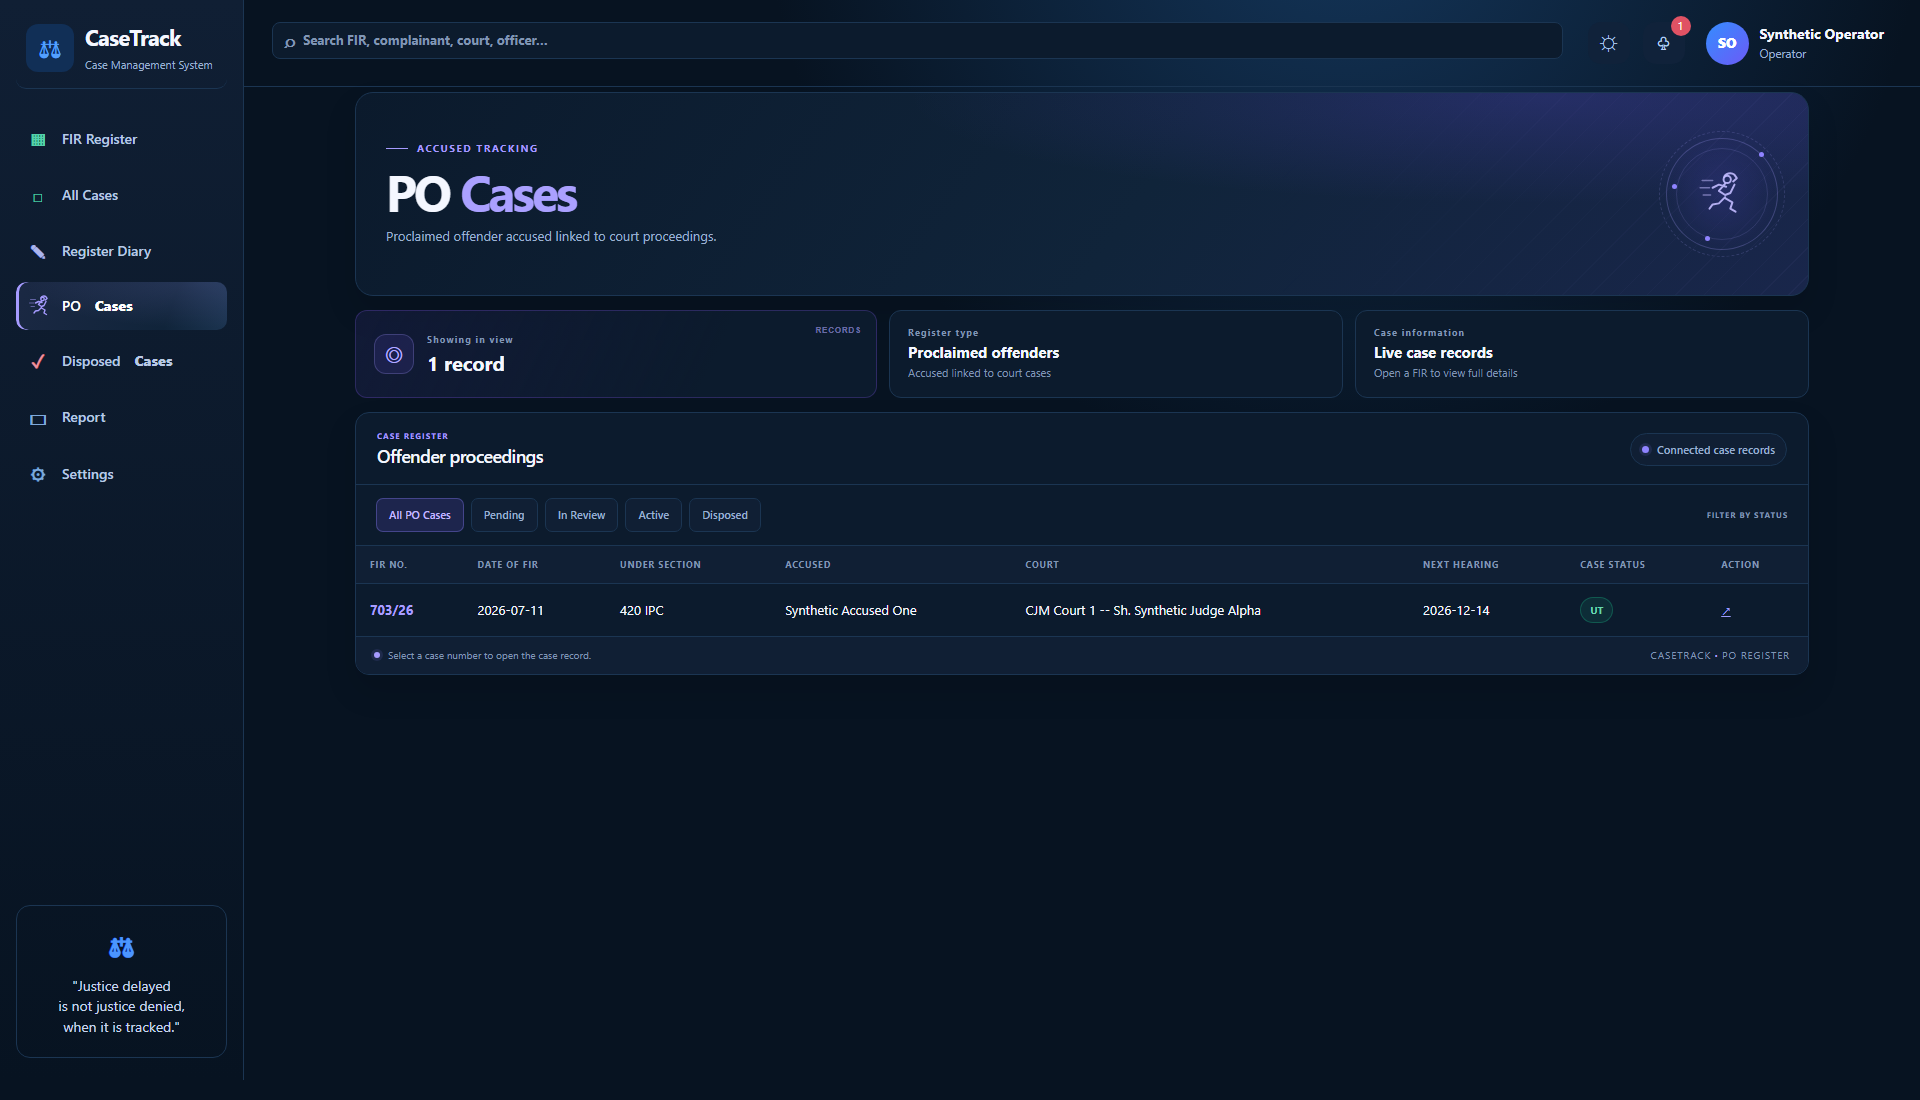 CaseTrack
Case Management System
Search FIR, complainant, court, officer...
1
SO
Synthetic Operator
Operator
FIR Register
All Cases
Register Diary
PO Cases
Disposed Cases
Report
Settings
"Justice delayed
is not justice denied,
when it is tracked."
ACCUSED TRACKING
PO Cases
Proclaimed offender accused linked to court proceedings.
Showing in view
1 record
RECORDS
Register type
Proclaimed offenders
Accused linked to court cases
Case information
Live case records
Open a FIR to view full details
CASE REGISTER
Offender proceedings
Connected case records
All PO Cases Pending In Review Active Disposed
FILTER BY STATUS
FIR NO. DATE OF FIR UNDER SECTION ACCUSED COURT NEXT HEARING CASE STATUS ACTION
703/26 2026-07-11 420 IPC Synthetic Accused One CJM Court 1 -- Sh. Synthetic Judge Alpha 2026-12-14 UT ↗
Select a case number to open the case record.
CASETRACK • PO REGISTER